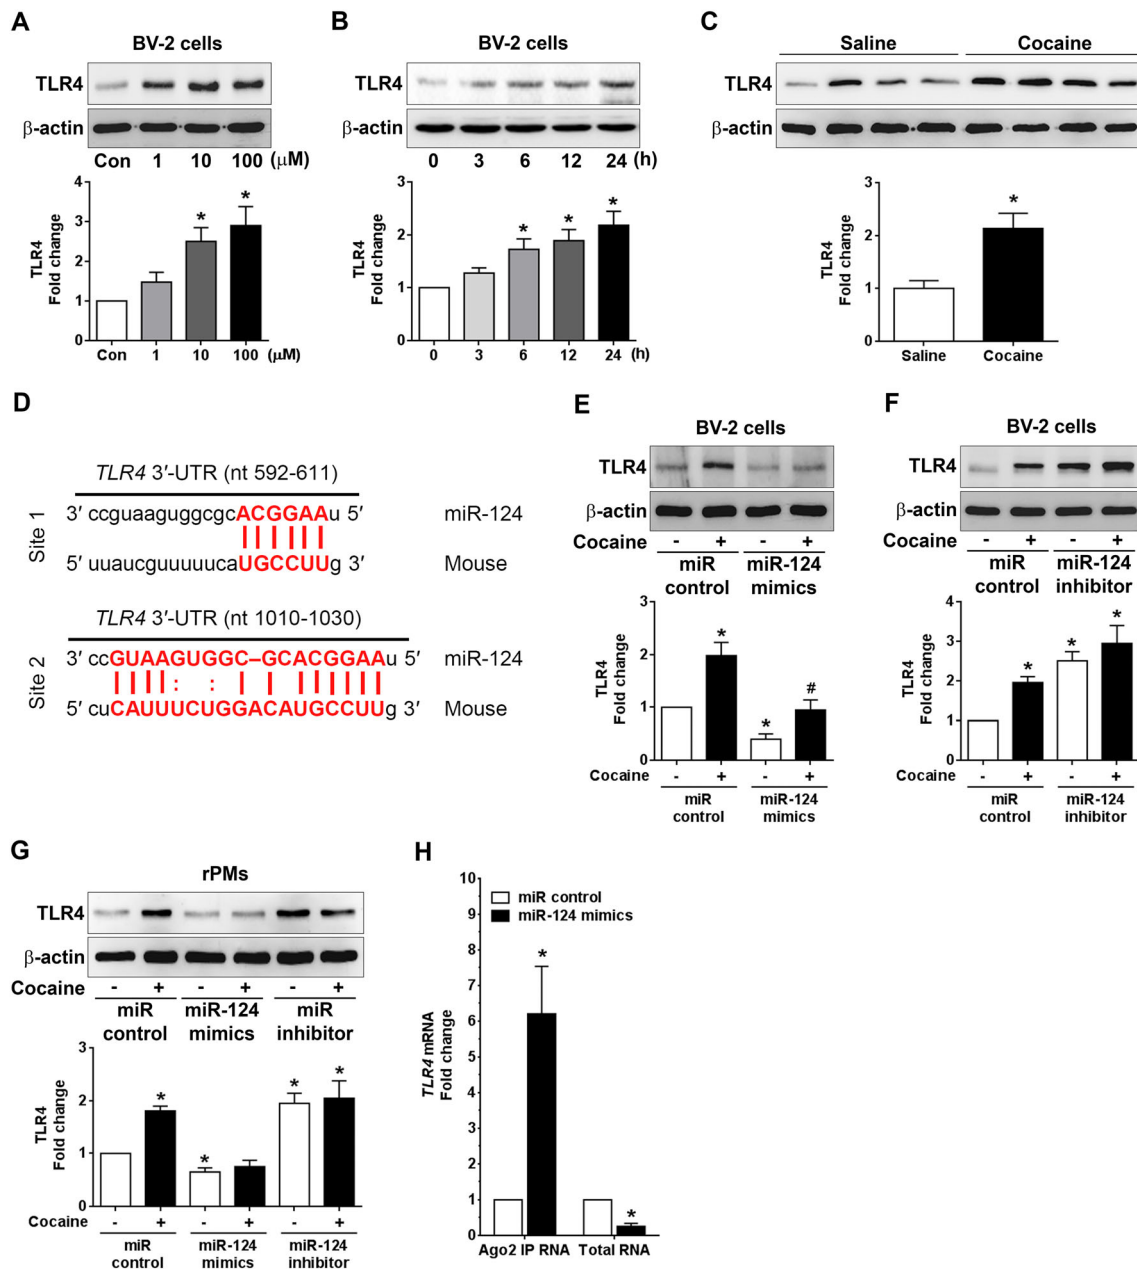 A
BV-2 cells
TLR4
β-actin
Con 1 10 100 (μM)
TLR4
Fold change
4
3
2
1
0
* *
Con 1 10 100 (μM)
B
BV-2 cells
TLR4
β-actin
0 3 6 12 24 (h)
TLR4
Fold change
3
2
1
0
* * *
0 3 6 12 24 (h)
C
Saline Cocaine
TLR4
β-actin
TLR4
Fold change
3
2
1
0
*
Saline Cocaine
D
Site 1
TLR4 3′-UTR (nt 592-611)
3′ ccguaaguggcgcACGGAAu 5′ miR-124
5′ uuaucguuuuucaUGCCUUg 3′ Mouse
Site 2
TLR4 3′-UTR (nt 1010-1030)
3′ ccGUAAGUGGC–GCACGGAAu 5′ miR-124
5′ cuCAUUUCUGGACAUGCCUUg 3′ Mouse
E
BV-2 cells
TLR4
β-actin
Cocaine - + - +
miR control miR-124 mimics
TLR4
Fold change
3
2
1
0
* * #
Cocaine - + - +
miR control miR-124 mimics
F
BV-2 cells
TLR4
β-actin
Cocaine - + - +
miR control miR-124 inhibitor
TLR4
Fold change
4
3
2
1
0
* * *
Cocaine - + - +
miR control miR-124 inhibitor
G
rPMs
TLR4
β-actin
Cocaine - + - + - +
miR control miR-124 mimics miR inhibitor
TLR4
Fold change
3
2
1
0
* * * *
Cocaine - + - + - +
miR control miR-124 mimics miR-124 inhibitor
H
miR control
miR-124 mimics
TLR4 mRNA
Fold change
10
9
8
7
6
5
4
3
2
1
0
* *
Ago2 IP RNA Total RNA